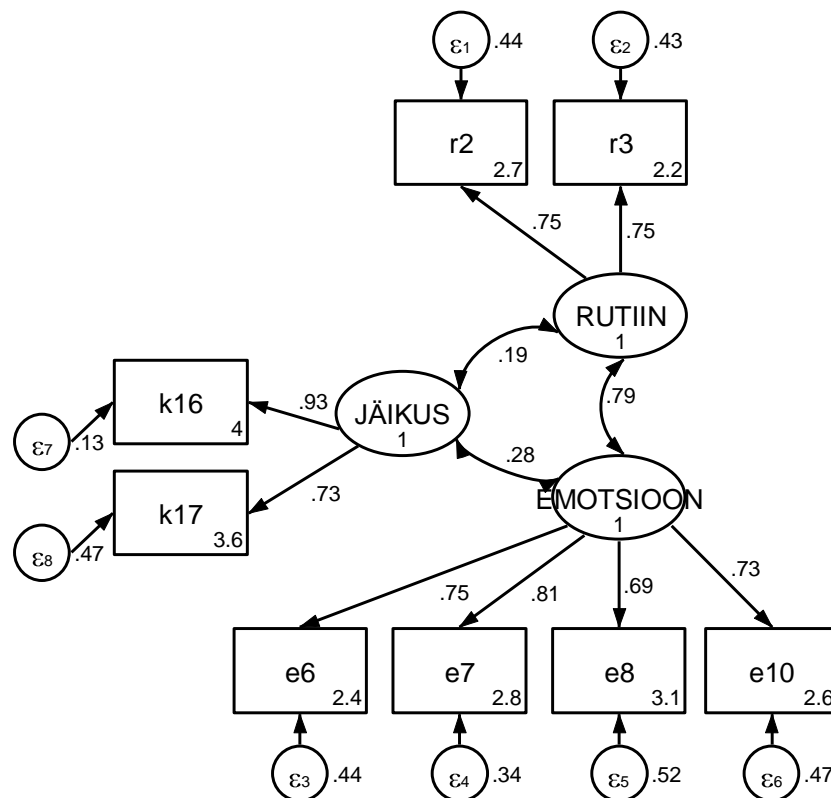 ε1 .44
ε2 .43
r2 2.7
r3 2.2
.75
.75
RUTIIN
1
.19
.79
k16
4
.93
JÄIKUS
1
ε7 .13
.28
k17
3.6
.73
EMOTSIOON
1
ε8 .47
.75
.81
.69
.73
e6
2.4
e7
2.8
e8
3.1
e10
2.6
ε3 .44
ε4 .34
ε5 .52
ε6 .47